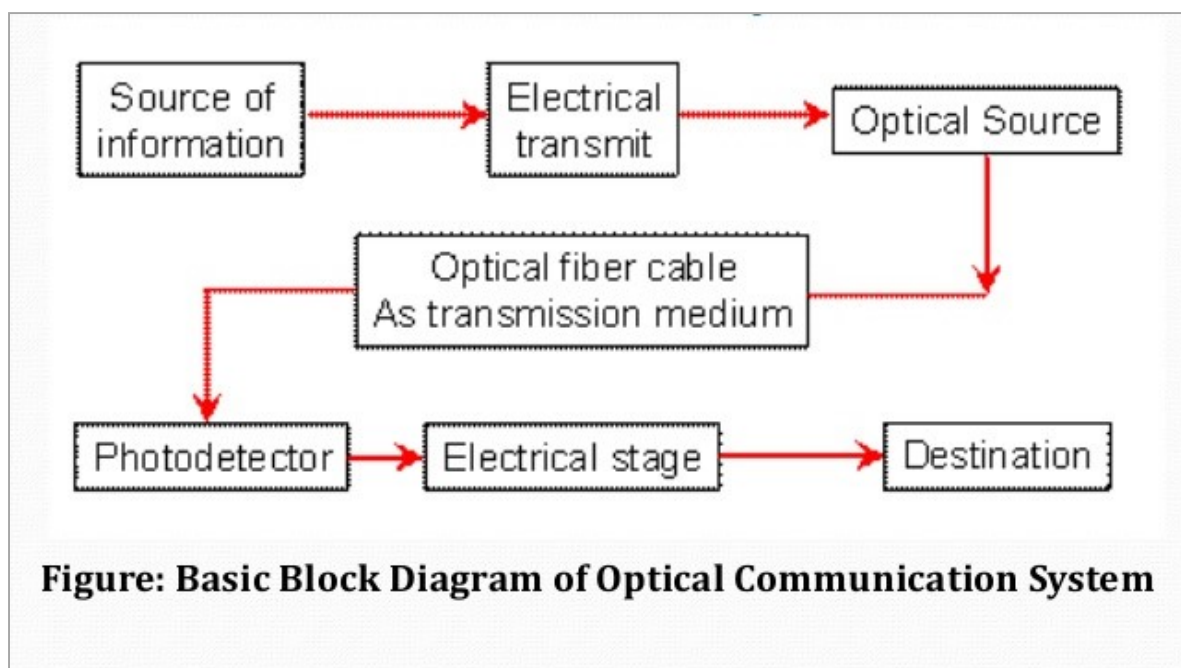 Source of
information
Electrical
transmit
Optical Source
Optical fiber cable
As transmission medium
Photodetector
Electrical stage
Destination
Figure: Basic Block Diagram of Optical Communication System